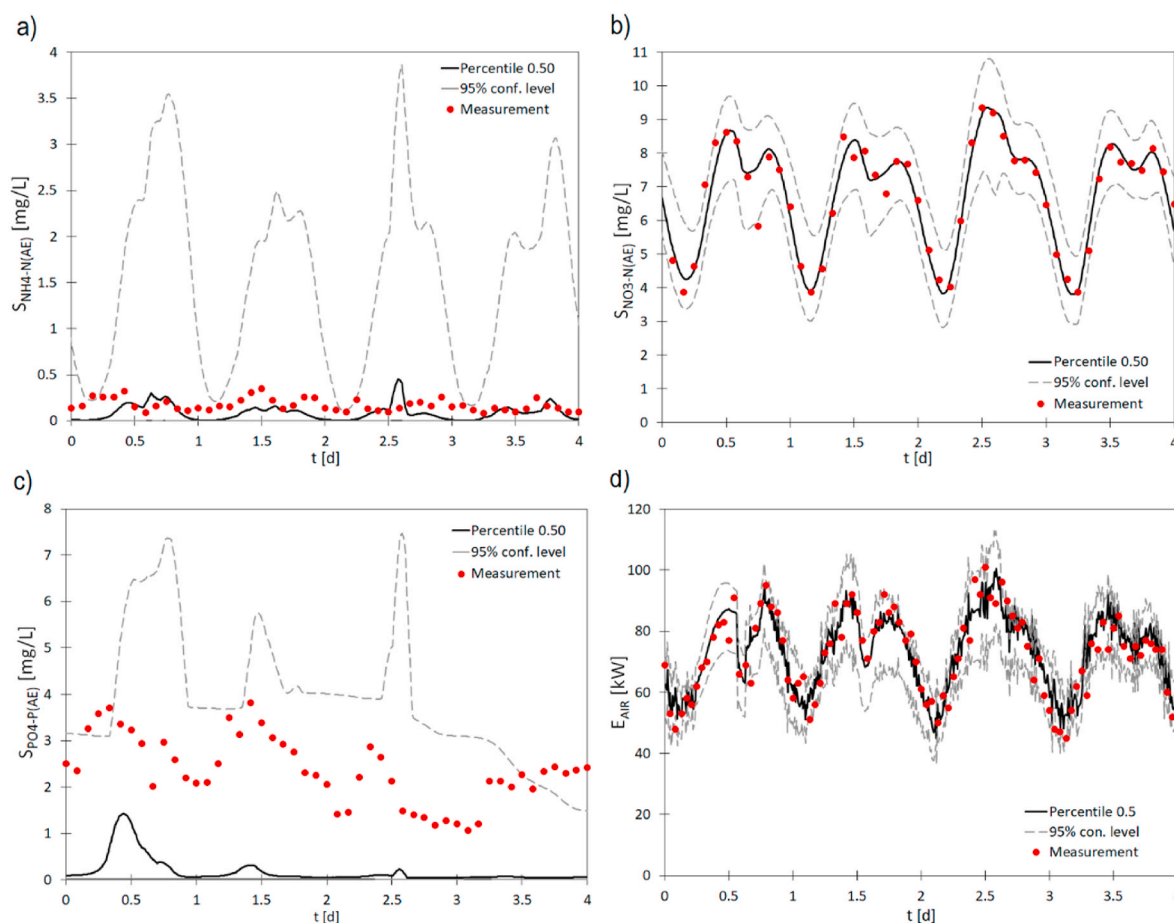 a)
4
3.5
3
2.5
2
1.5
1
0.5
0
S_NH4-N(AE) [mg/L]
Percentile 0.50
95% conf. level
Measurement
0 0.5 1 1.5 2 2.5 3 3.5 4
t [d]
b)
11
10
9
8
7
6
5
4
3
2
1
0
S_NO3-N(AE) [mg/L]
Percentile 0.50
95% conf. level
Measurement
0 0.5 1 1.5 2 2.5 3 3.5 4
t [d]
c)
8
7
6
5
4
3
2
1
0
S_PO4-P(AE) [mg/L]
Percentile 0.50
95% conf. level
Measurement
0 0.5 1 1.5 2 2.5 3 3.5 4
t [d]
d)
120
100
80
60
40
20
0
E_AIR [kW]
Percentile 0.5
95% con. level
Measurement
0 0.5 1 1.5 2 2.5 3 3.5 4
t [d]